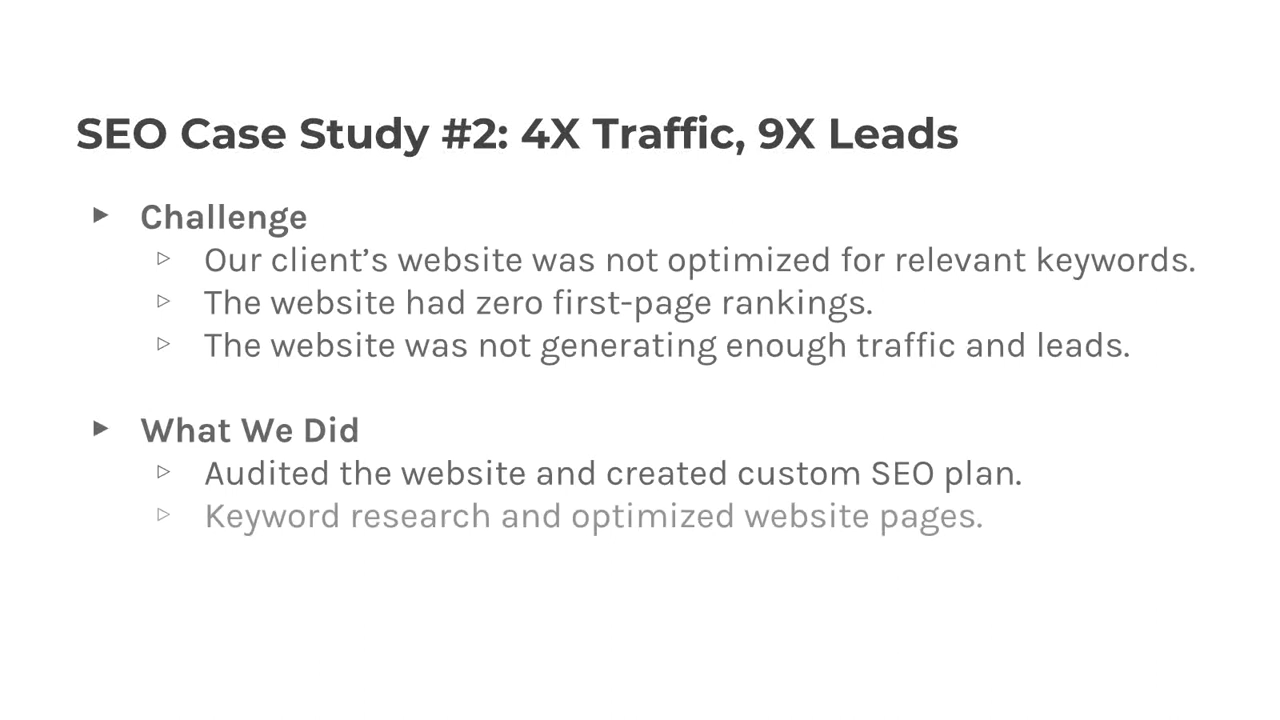 SEO Case Study #2: 4X Traffic, 9X Leads
Challenge
Our client’s website was not optimized for relevant keywords.
The website had zero first-page rankings.
The website was not generating enough traffic and leads.
What We Did
Audited the website and created custom SEO plan.
Keyword research and optimized website pages.